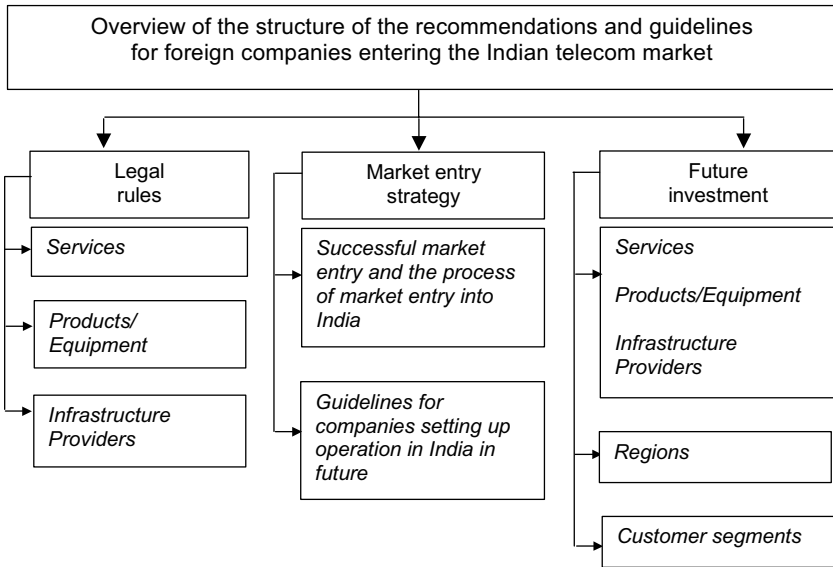 Overview of the structure of the recommendations and guidelines
for foreign companies entering the Indian telecom market
Legal
rules
Services
Products/
Equipment
Infrastructure
Providers
Market entry
strategy
Successful market
entry and the process
of market entry into
India
Guidelines for
companies setting up
operation in India in
future
Future
investment
Services
Products/Equipment
Infrastructure
Providers
Regions
Customer segments